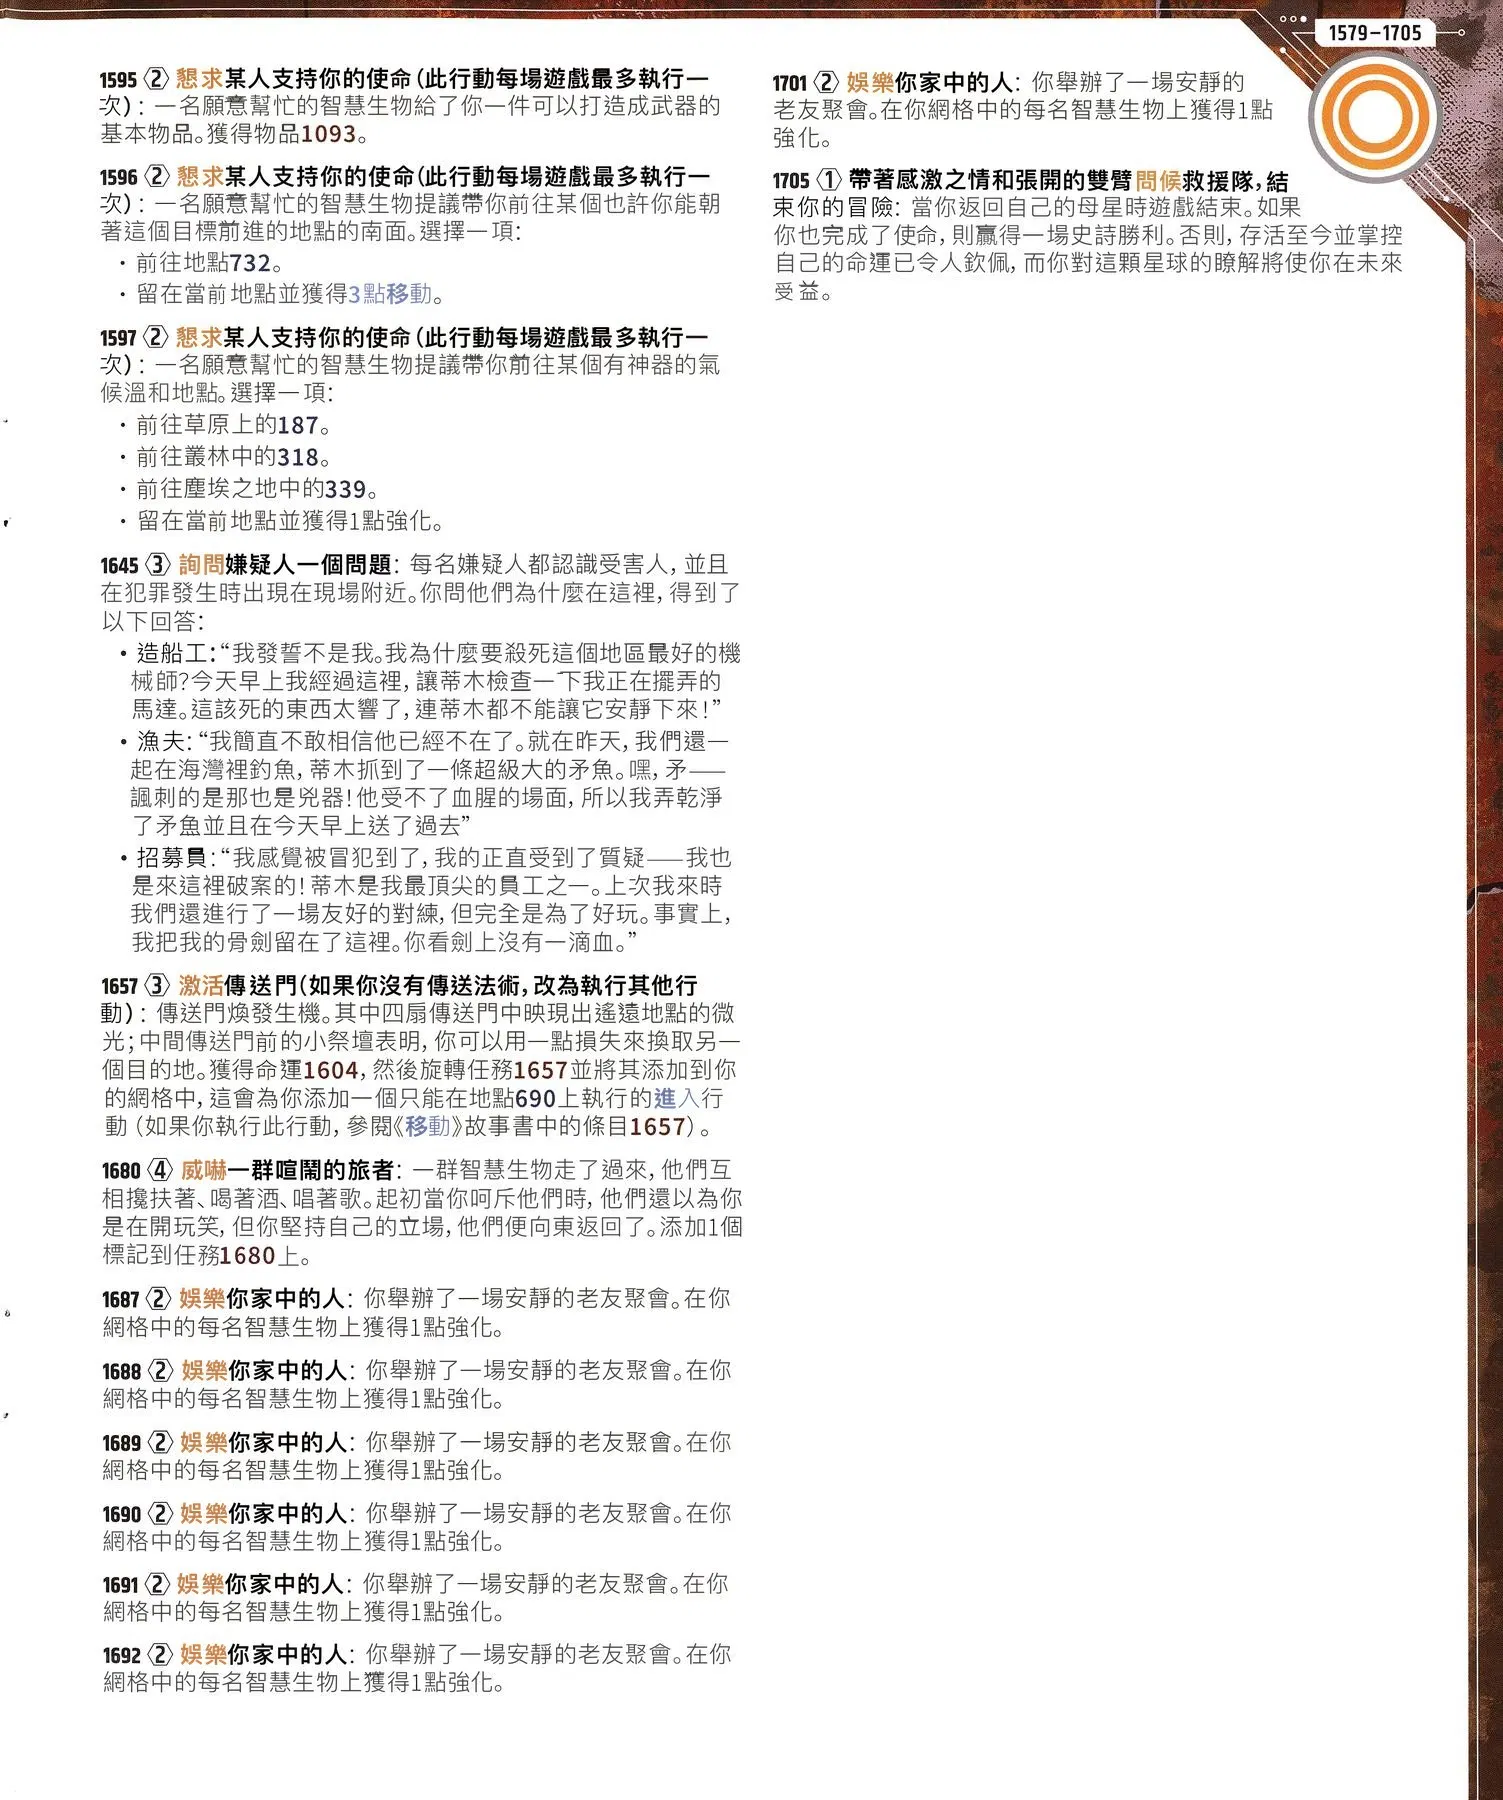 1579–1705
1595 ② 懇求某人支持你的使命（此行動每場遊戲最多執行一
次）：一名願意幫忙的智慧生物給了你一件可以打造成武器的
基本物品。獲得物品1093。
1596 ② 懇求某人支持你的使命（此行動每場遊戲最多執行一
次）：一名願意幫忙的智慧生物提議帶你前往某個也許你能朝
著這個目標前進的地點的南面。選擇一項：
・前往地點732。
・留在當前地點並獲得3點移動。
1597 ② 懇求某人支持你的使命（此行動每場遊戲最多執行一
次）：一名願意幫忙的智慧生物提議帶你前往某個有神器的氣
候溫和地點。選擇一項：
・前往草原上的187。
・前往叢林中的318。
・前往塵埃之地中的339。
・留在當前地點並獲得1點強化。
1645 ③ 詢問嫌疑人一個問題：每名嫌疑人都認識受害人，並且
在犯罪發生時出現在現場附近。你問他們為什麼在這裡，得到了
以下回答：
・造船工：“我發誓不是我。我為什麼要殺死這個地區最好的機
械師？今天早上我經過這裡，讓蒂木檢查一下我正在擺弄的
馬達。這該死的東西太響了，連蒂木都不能讓它安靜下來！”
・漁夫：“我簡直不敢相信他已經不在了。就在昨天，我們還一
起在海灣裡釣魚，蒂木抓到了一條超級大的矛魚。嘿，矛——
諷刺的是那也是兇器！他受不了血腥的場面，所以我弄乾淨
了矛魚並且在今天早上送了過去”
・招募員：“我感覺被冒犯到了，我的正直受到了質疑——我也
是來這裡破案的！蒂木是我最頂尖的員工之一。上次我來時
我們還進行了一場友好的對練，但完全是為了好玩。事實上，
我把我的骨劍留在了這裡。你看劍上沒有一滴血。”
1657 ③ 激活傳送門（如果你沒有傳送法術，改為執行其他行
動）：傳送門煥發生機。其中四扇傳送門中映現出遙遠地點的微
光；中間傳送門前的小祭壇表明，你可以用一點損失來換取另一
個目的地。獲得命運1604，然後旋轉任務1657並將其添加到你
的網格中，這會為你添加一個只能在地點690上執行的進入行
動（如果你執行此行動，參閱《移動》故事書中的條目1657）。
1680 ④ 威嚇一群喧鬧的旅者：一群智慧生物走了過來，他們互
相攙扶著、喝著酒、唱著歌。起初當你呵斥他們時，他們還以為你
是在開玩笑，但你堅持自己的立場，他們便向東返回了。添加1個
標記到任務1680上。
1687 ② 娛樂你家中的人：你舉辦了一場安靜的老友聚會。在你
網格中的每名智慧生物上獲得1點強化。
1688 ② 娛樂你家中的人：你舉辦了一場安靜的老友聚會。在你
網格中的每名智慧生物上獲得1點強化。
1689 ② 娛樂你家中的人：你舉辦了一場安靜的老友聚會。在你
網格中的每名智慧生物上獲得1點強化。
1690 ② 娛樂你家中的人：你舉辦了一場安靜的老友聚會。在你
網格中的每名智慧生物上獲得1點強化。
1691 ② 娛樂你家中的人：你舉辦了一場安靜的老友聚會。在你
網格中的每名智慧生物上獲得1點強化。
1692 ② 娛樂你家中的人：你舉辦了一場安靜的老友聚會。在你
網格中的每名智慧生物上獲得1點強化。
1701 ② 娛樂你家中的人：你舉辦了一場安靜的
老友聚會。在你網格中的每名智慧生物上獲得1點
強化。
1705 ① 帶著感激之情和張開的雙臂問候救援隊，結
束你的冒險：當你返回自己的母星時遊戲結束。如果
你也完成了使命，則贏得一場史詩勝利。否則，存活至今並掌控
自己的命運已令人欽佩，而你對這顆星球的瞭解將使你在未來
受益。